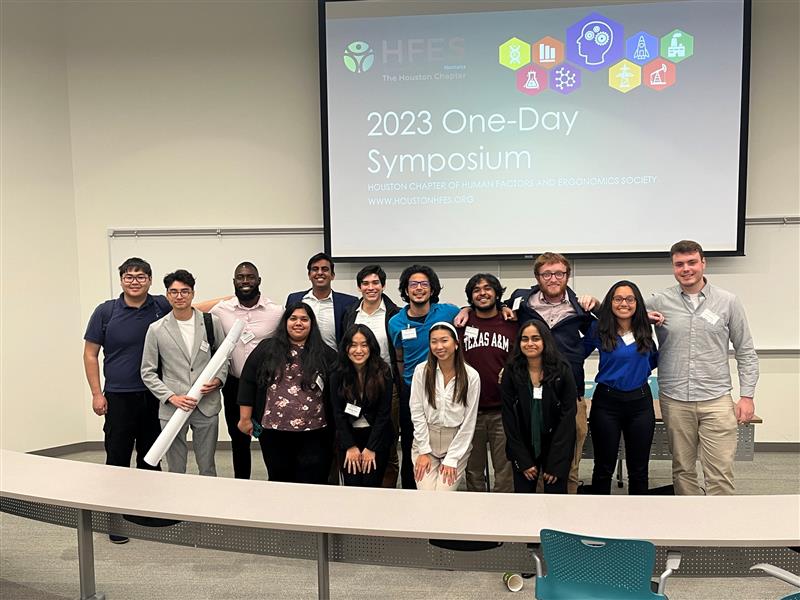 HFES
The Houston Chapter
2023 One-Day
Symposium
HOUSTON CHAPTER OF HUMAN FACTORS AND ERGONOMICS SOCIETY
WWW.HOUSTONHFES.ORG
TEXAS A&M